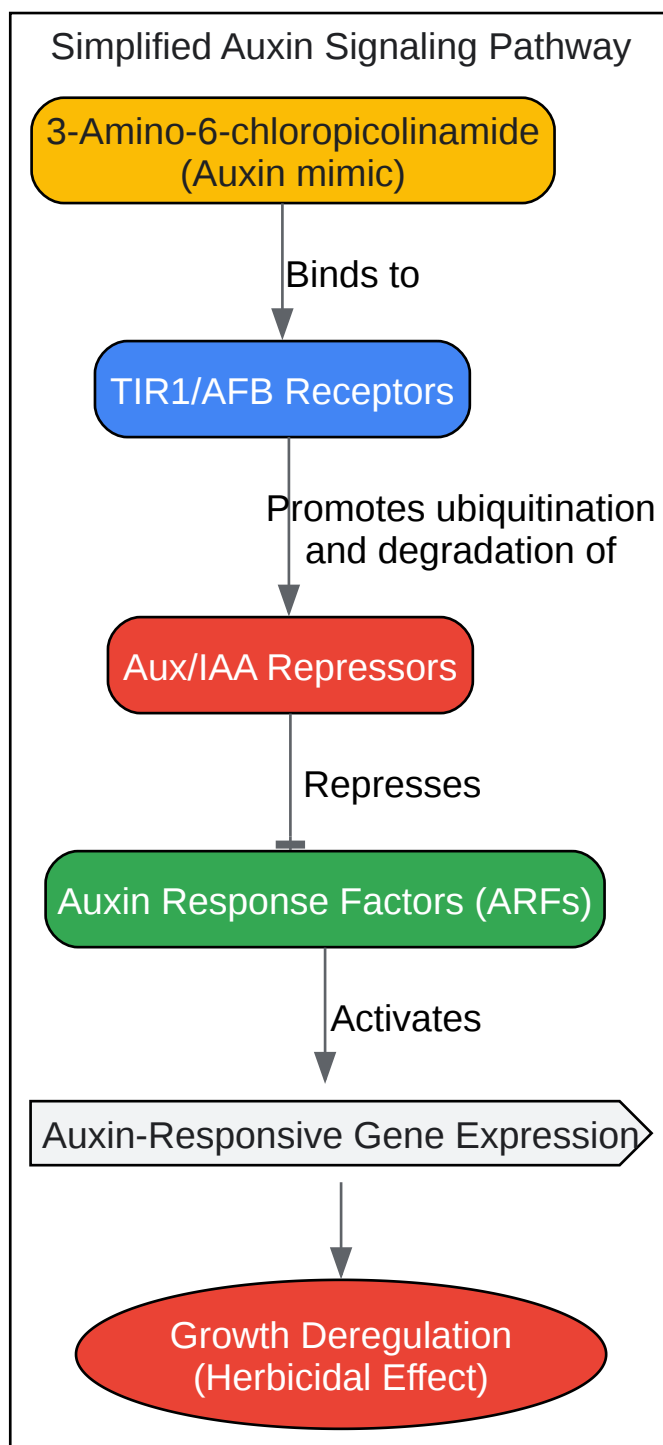 Simplified Auxin Signaling Pathway
3-Amino-6-chloropicolinamide
(Auxin mimic)
Binds to
TIR1/AFB Receptors
Promotes ubiquitination
and degradation of
Aux/IAA Repressors
Represses
Auxin Response Factors (ARFs)
Activates
Auxin-Responsive Gene Expression
Growth Deregulation
(Herbicidal Effect)